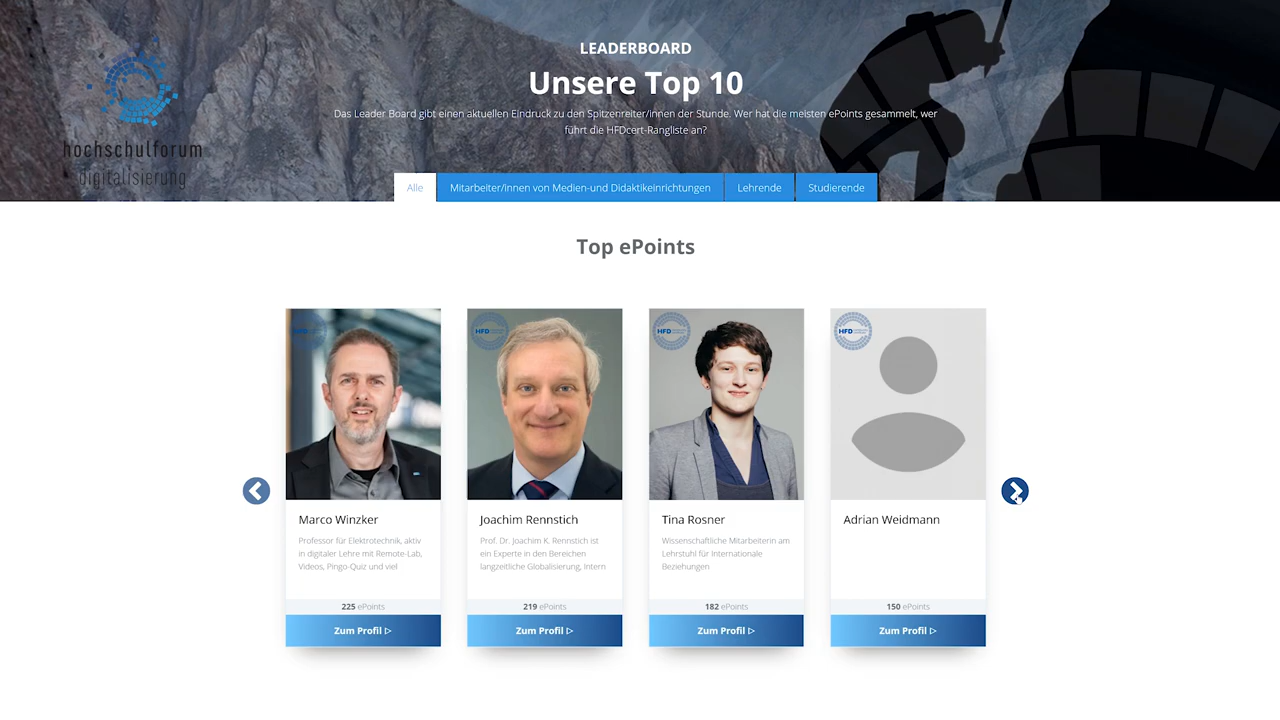 LEADERBOARD
Unsere Top 10
Das Leader Board gibt einen aktuellen Eindruck zu den Spitzenreiter/innen der Stunde. Wer hat die meisten ePoints gesammelt, wer
führt die HFDcert-Rangliste an?
hochschulforum
digitalisierung
Alle
Mitarbeiter/innen von Medien-und Didaktikeinrichtungen
Lehrende
Studierende
Top ePoints
HFD
HFD
HFD
HFD
Marco Winzker
Professor für Elektrotechnik, aktiv
in digitaler Lehre mit Remote-Lab,
Videos, Pingo-Quiz und viel
225 ePoints
Zum Profil ▷
Joachim Rennstich
Prof. Dr. Joachim K. Rennstich ist
ein Experte in den Bereichen
langzeitliche Globalisierung, Intern
219 ePoints
Zum Profil ▷
Tina Rosner
Wissenschaftliche Mitarbeiterin am
Lehrstuhl für Internationale
Beziehungen
182 ePoints
Zum Profil ▷
Adrian Weidmann
150 ePoints
Zum Profil ▷